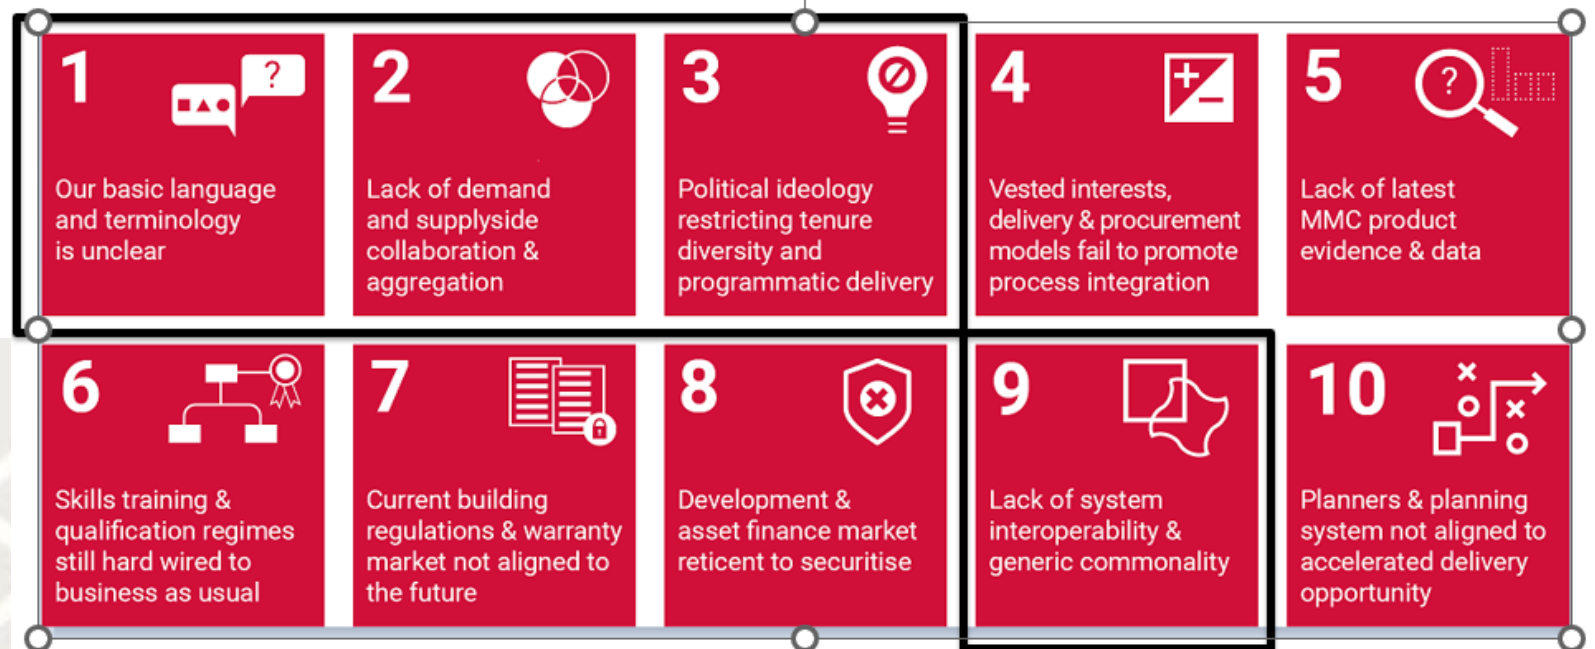 1
?
Our basic language
and terminology
is unclear
2
Lack of demand
and supplyside
collaboration &
aggregation
3
Political ideology
restricting tenure
diversity and
programmatic delivery
4
+
−
Vested interests,
delivery & procurement
models fail to promote
process integration
5
?
Lack of latest
MMC product
evidence & data
6
Skills training &
qualification regimes
still hard wired to
business as usual
7
Current building
regulations & warranty
market not aligned to
the future
8
Development &
asset finance market
reticent to securitise
9
Lack of system
interoperability &
generic commonality
10
Planners & planning
system not aligned to
accelerated delivery
opportunity